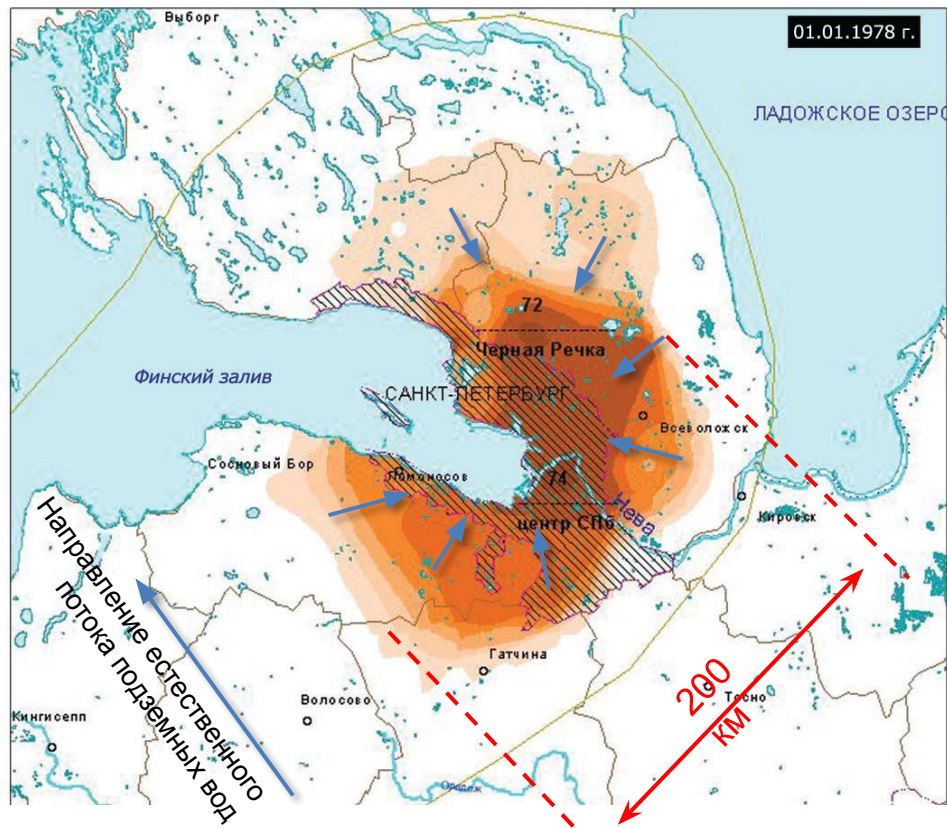 Выборг
01.01.1978 г.
ЛАДОЖСКОЕ ОЗЕРО
72
Черная Речка
Финский залив
САНКТ-ПЕТЕРБУРГ
Всеволожск
Сосновый Бор
Ломоносов
74
Нева
центр СПб
Кировск
Направление естественного
потока подземных вод
Гатчина
200
км
Тосно
Волосово
Кингисепп
Оредеж